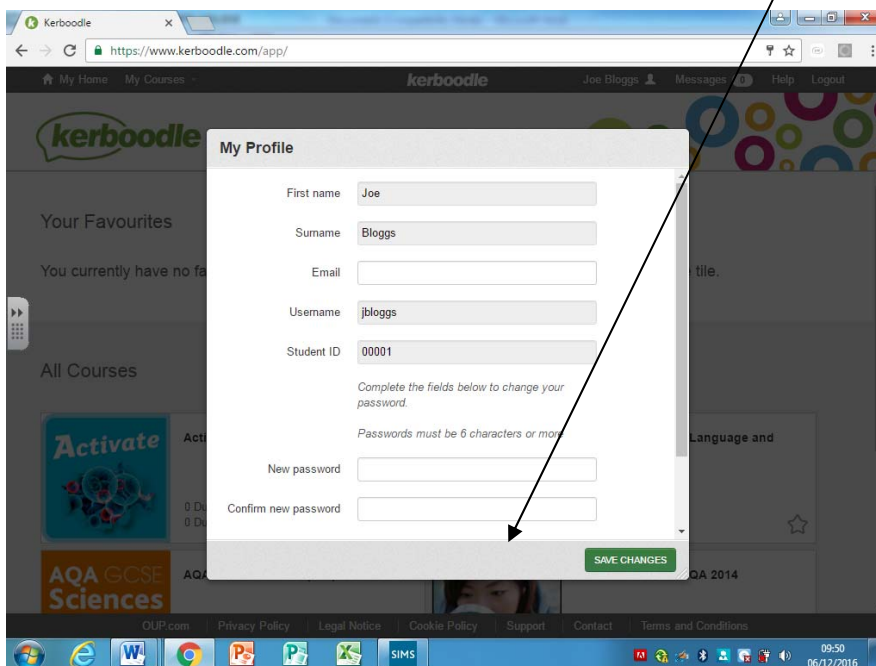 Kerboodle
https://www.kerboodle.com/app/
My Home My Courses kerboodle Joe Bloggs Messages 0 Help Logout
kerboodle
My Profile
First name Joe
Surname Bloggs
Email
Username jbloggs
Student ID 00001
Complete the fields below to change your
password.
Passwords must be 6 characters or more
New password
Confirm new password
SAVE CHANGES
Your Favourites
You currently have no fa
tile.
All Courses
Activate
Acti
0 Du
0 Du
Language and
AQA GCSE
Sciences
AQA
QA 2014
OUP.com Privacy Policy Legal Notice Cookie Policy Support Contact Terms and Conditions
SIMS
09:50
06/12/2016